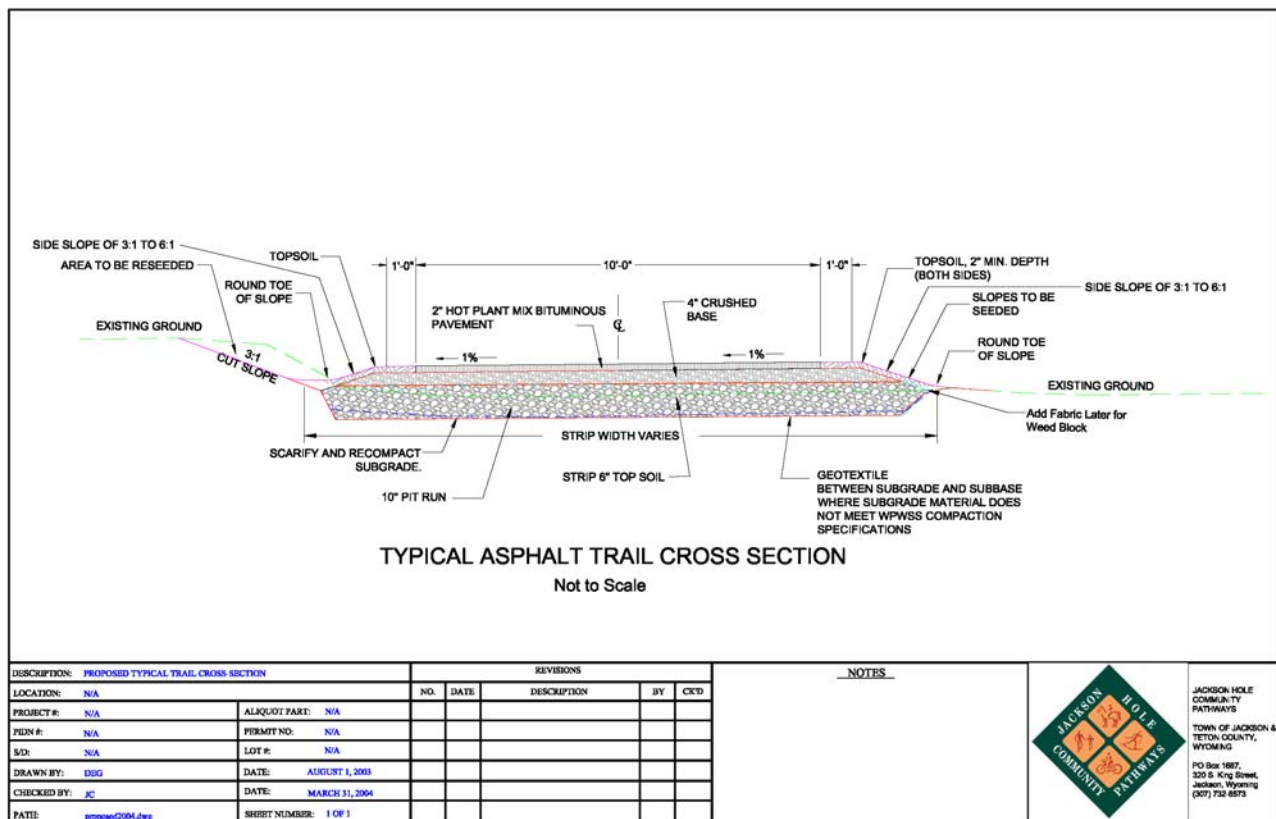 SIDE SLOPE OF 3:1 TO 6:1
AREA TO BE RESEEDED
TOPSOIL
ROUND TOE
OF SLOPE
EXISTING GROUND
3:1
CUT SLOPE
1'-0"
10'-0"
1'-0"
2" HOT PLANT MIX BITUMINOUS
PAVEMENT
℄
4" CRUSHED
BASE
1%
1%
TOPSOIL, 2" MIN. DEPTH
(BOTH SIDES)
SIDE SLOPE OF 3:1 TO 6:1
SLOPES TO BE
SEEDED
ROUND TOE
OF SLOPE
EXISTING GROUND
Add Fabric Later for
Weed Block
STRIP WIDTH VARIES
SCARIFY AND RECOMPACT
SUBGRADE.
STRIP 6" TOP SOIL
10" PIT RUN
GEOTEXTILE
BETWEEN SUBGRADE AND SUBBASE
WHERE SUBGRADE MATERIAL DOES
NOT MEET WPWSS COMPACTION
SPECIFICATIONS
TYPICAL ASPHALT TRAIL CROSS SECTION
Not to Scale
DESCRIPTION: PROPOSED TYPICAL TRAIL CROSS-SECTION
LOCATION: N/A
PROJECT #: N/A
ALIQUOT PART: N/A
PIDN #: N/A
PERMIT NO: N/A
S/D: N/A
LOT #: N/A
DRAWN BY: DEG
DATE: AUGUST 1, 2003
CHECKED BY: JC
DATE: MARCH 31, 2004
PATH: proposed2004.dwg
SHEET NUMBER: 1 OF 1
REVISIONS
NO. DATE DESCRIPTION BY CK'D
NOTES
JACKSON HOLE
COMMUNITY PATHWAYS
JACKSON HOLE
COMMUNITY
PATHWAYS
TOWN OF JACKSON &
TETON COUNTY,
WYOMING
PO Box 1687,
320 S. King Street,
Jackson, Wyoming
(307) 732-8573